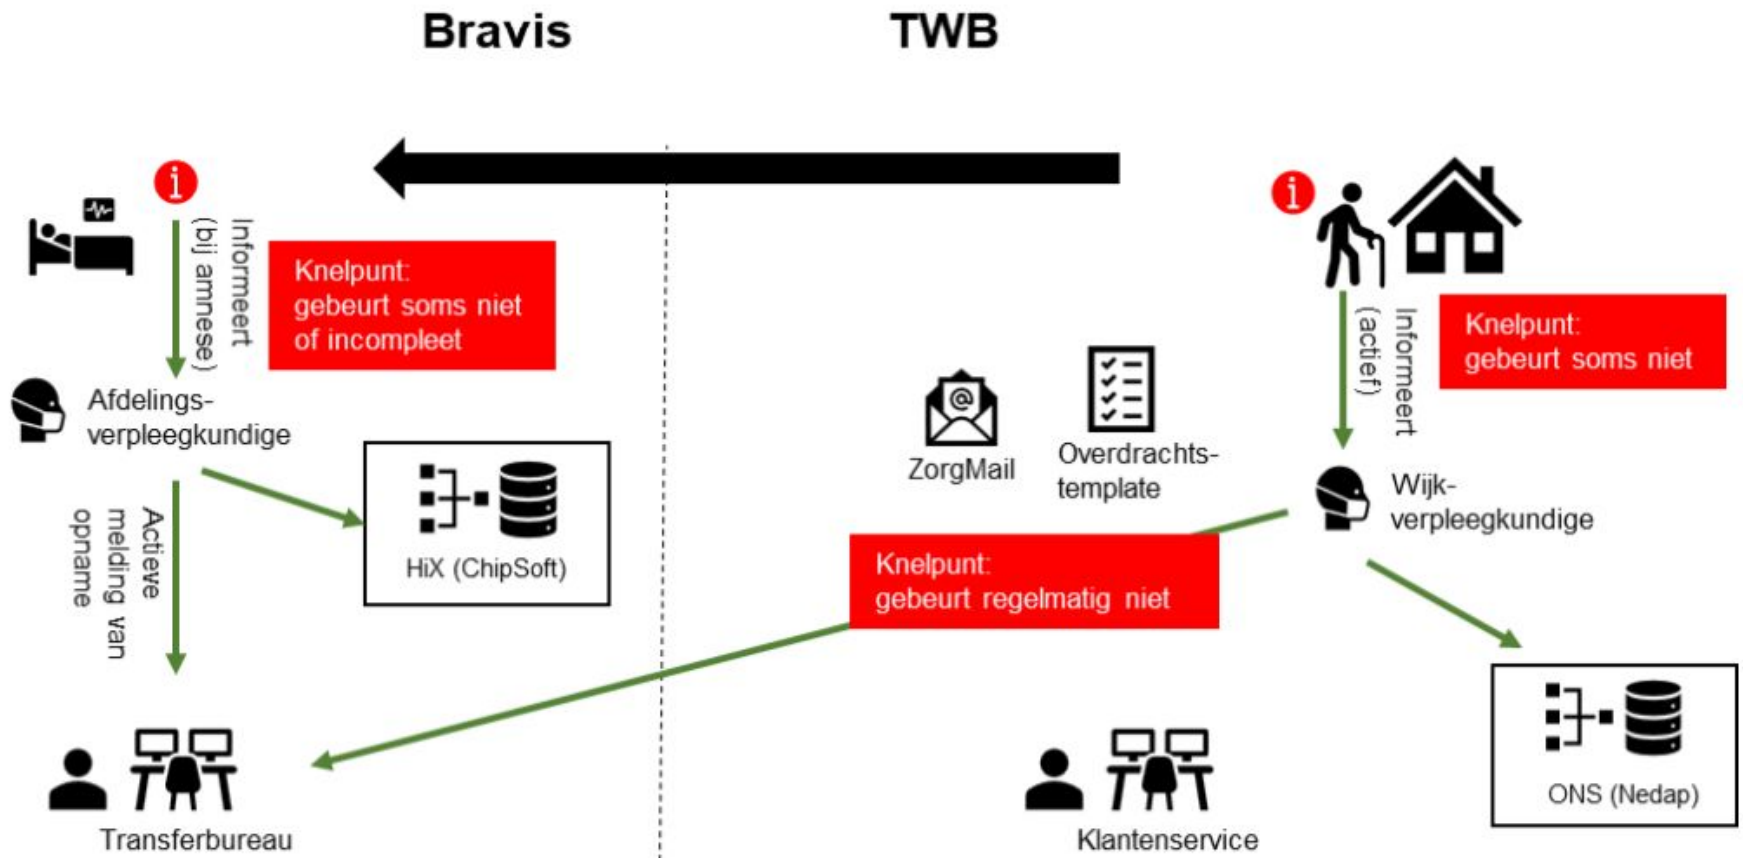 Bravis
TWB
Informeert
(bij amnese)
Knelpunt:
gebeurt soms niet
of incompleet
Afdelings-
verpleegkundige
HiX (ChipSoft)
Actieve
melding van
opname
Transferbureau
ZorgMail
Overdrachts-
template
Knelpunt:
gebeurt regelmatig niet
Klantenservice
Informeert
(actief)
Knelpunt:
gebeurt soms niet
Wijk-
verpleegkundige
ONS (Nedap)